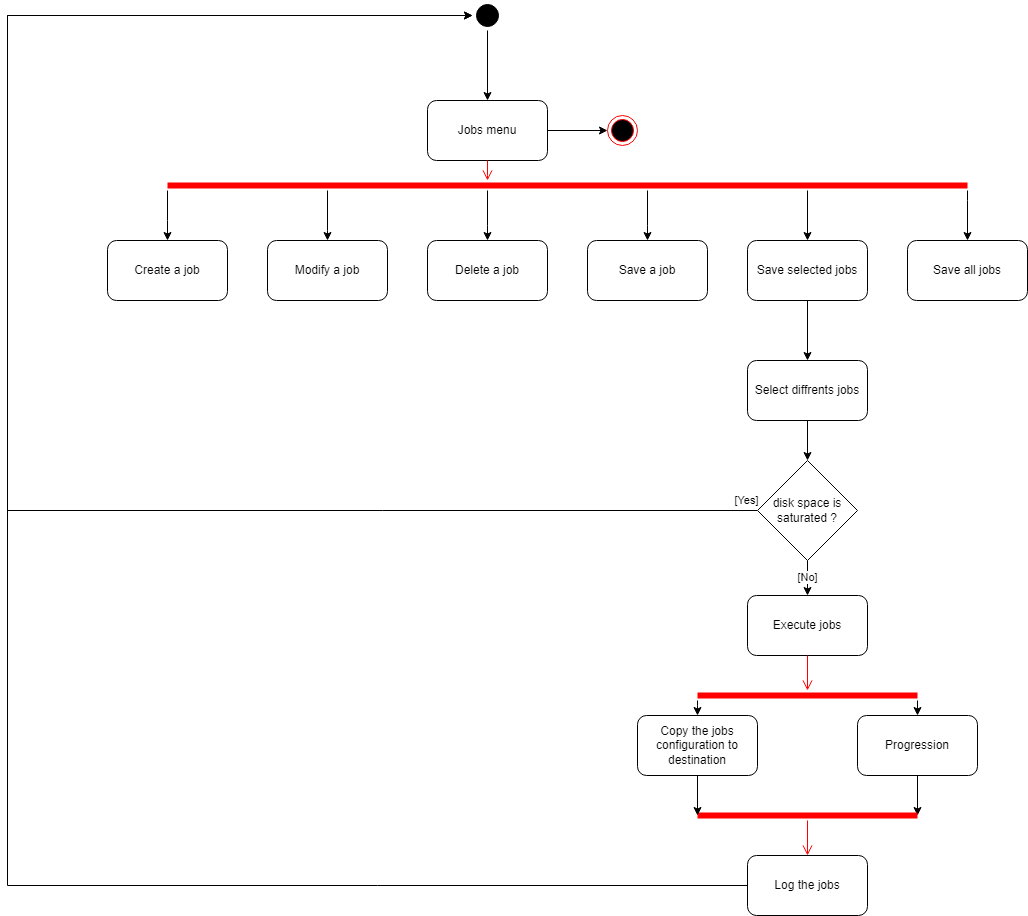 Jobs menu
Create a job
Modify a job
Delete a job
Save a job
Save selected jobs
Save all jobs
Select diffrents jobs
[Yes]
disk space is
saturated ?
[No]
Execute jobs
Copy the jobs
configuration to
destination
Progression
Log the jobs